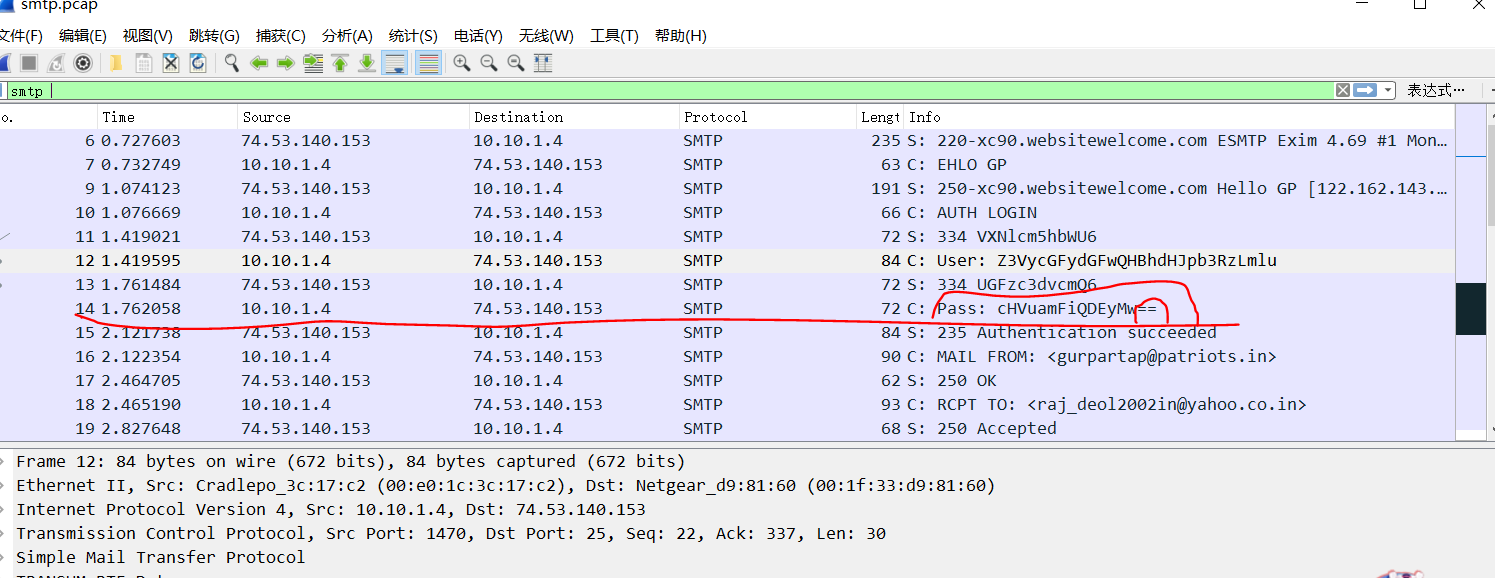 smtp.pcap
文件(F) 编辑(E) 视图(V) 跳转(G) 捕获(C) 分析(A) 统计(S) 电话(Y) 无线(W) 工具(T) 帮助(H)
smtp 表达式…
o. Time Source Destination Protocol Lengt Info
6 0.727603 74.53.140.153 10.10.1.4 SMTP 235 S: 220-xc90.websitewelcome.com ESMTP Exim 4.69 #1 Mon…
7 0.732749 10.10.1.4 74.53.140.153 SMTP 63 C: EHLO GP
9 1.074123 74.53.140.153 10.10.1.4 SMTP 191 S: 250-xc90.websitewelcome.com Hello GP [122.162.143.…
10 1.076669 10.10.1.4 74.53.140.153 SMTP 66 C: AUTH LOGIN
11 1.419021 74.53.140.153 10.10.1.4 SMTP 72 S: 334 VXNlcm5hbWU6
12 1.419595 10.10.1.4 74.53.140.153 SMTP 84 C: User: Z3VycGFydGFwQHBhdHJpb3RzLmlu
13 1.761484 74.53.140.153 10.10.1.4 SMTP 72 S: 334 UGFzc3dvcmQ6
14 1.762058 10.10.1.4 74.53.140.153 SMTP 72 C: Pass: cHVuamFiQDEyMw==
15 2.121738 74.53.140.153 10.10.1.4 SMTP 84 S: 235 Authentication succeeded
16 2.122354 10.10.1.4 74.53.140.153 SMTP 90 C: MAIL FROM: <gurpartap@patriots.in>
17 2.464705 74.53.140.153 10.10.1.4 SMTP 62 S: 250 OK
18 2.465190 10.10.1.4 74.53.140.153 SMTP 93 C: RCPT TO: <raj_deol2002in@yahoo.co.in>
19 2.827648 74.53.140.153 10.10.1.4 SMTP 68 S: 250 Accepted
Frame 12: 84 bytes on wire (672 bits), 84 bytes captured (672 bits)
Ethernet II, Src: Cradlepo_3c:17:c2 (00:e0:1c:3c:17:c2), Dst: Netgear_d9:81:60 (00:1f:33:d9:81:60)
Internet Protocol Version 4, Src: 10.10.1.4, Dst: 74.53.140.153
Transmission Control Protocol, Src Port: 1470, Dst Port: 25, Seq: 22, Ack: 337, Len: 30
Simple Mail Transfer Protocol